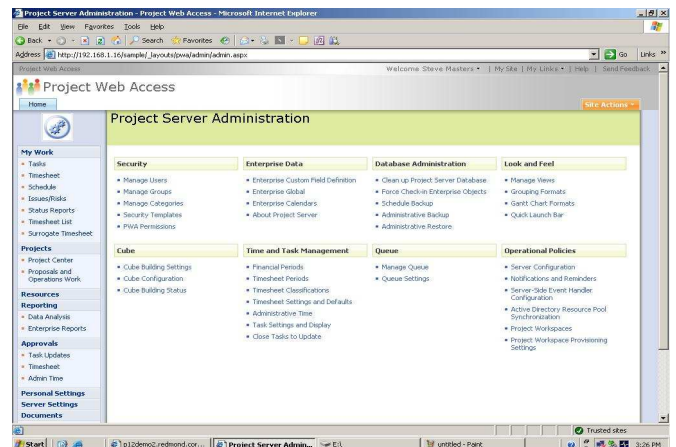 Project Server Administration - Project Web Access - Microsoft Internet Explorer
File Edit View Favorites Tools Help
Back Search Favorites
Address http://192.168.1.16/sample/_layouts/pwa/admin/admin.aspx Go Links
Project Web Access Welcome Steve Masters | My Site | My Links | Help | Send Feedback
Project Web Access
Home Site Actions
Project Server Administration
My Work
Tasks
Timesheet
Schedule
Issues/Risks
Status Reports
Timesheet List
Surrogate Timesheet
Projects
Project Center
Proposals and
Operations Work
Resources
Reporting
Data Analysis
Enterprise Reports
Approvals
Task Updates
Timesheet
Admin Time
Personal Settings
Server Settings
Documents
Security
Manage Users
Manage Groups
Manage Categories
Security Templates
PWA Permissions
Enterprise Data
Enterprise Custom Field Definition
Enterprise Global
Enterprise Calendars
About Project Server
Database Administration
Clean up Project Server Database
Force Check-in Enterprise Objects
Schedule Backup
Administrative Backup
Administrative Restore
Look and Feel
Manage Views
Grouping Formats
Gantt Chart Formats
Quick Launch Bar
Cube
Cube Building Settings
Cube Configuration
Cube Building Status
Time and Task Management
Financial Periods
Timesheet Periods
Timesheet Classifications
Timesheet Settings and Defaults
Administrative Time
Task Settings and Display
Close Tasks to Update
Queue
Manage Queue
Queue Settings
Operational Policies
Server Configuration
Notifications and Reminders
Server-Side Event Handler
Configuration
Active Directory Resource Pool
Synchronization
Project Workspaces
Project Workspace Provisioning
Settings
Trusted sites
Start p12demo2.redmond.cor... Project Server Admin... E:\ untitled - Paint 3:26 PM